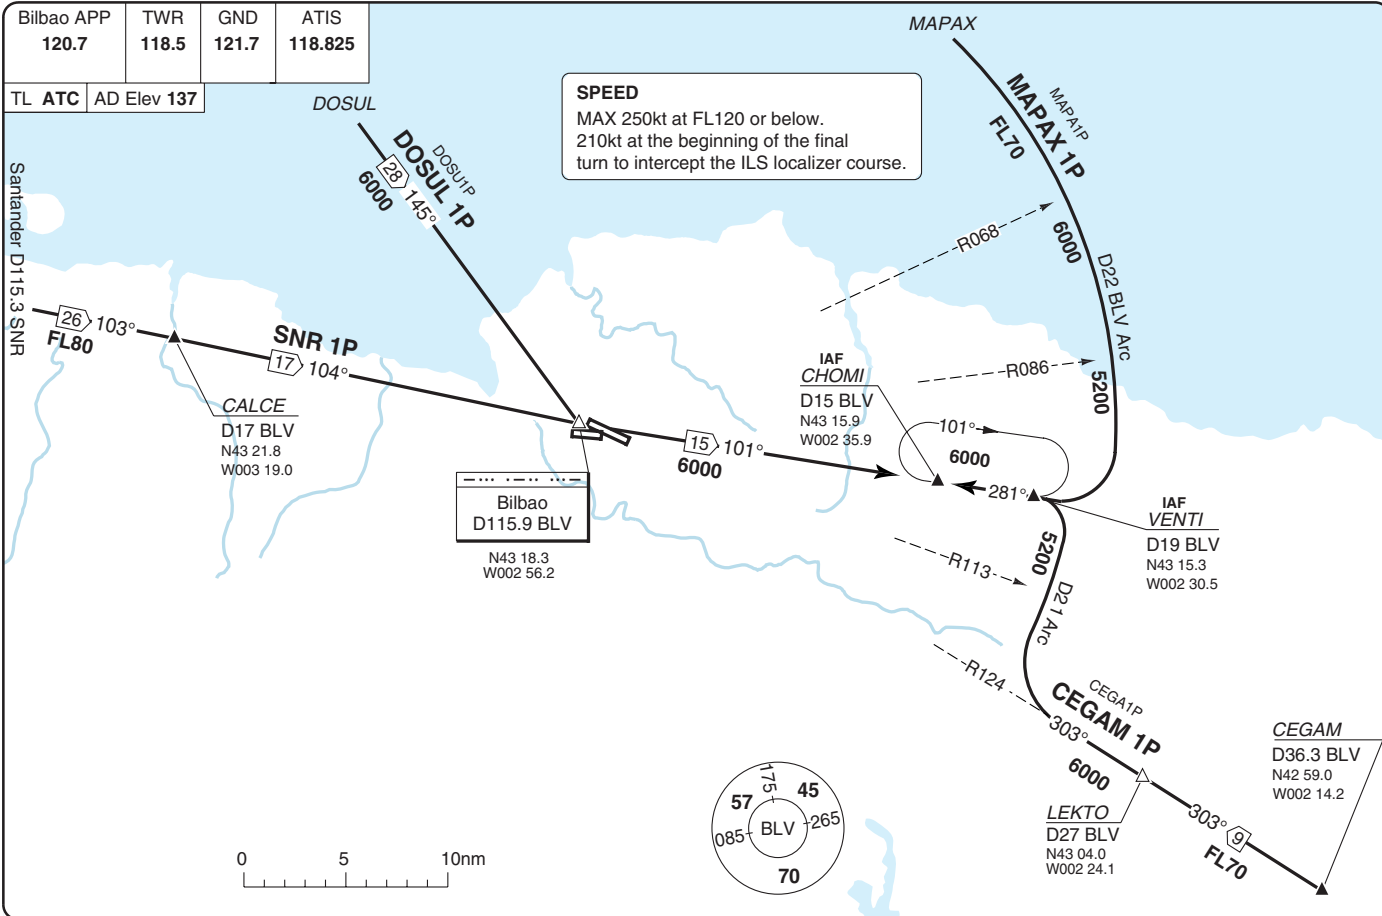 Bilbao APP
120.7
TWR
118.5
GND
121.7
ATIS
118.825
TL ATC
AD Elev 137
MAPAX
DOSUL
SPEED
MAX 250kt at FL120 or below.
210kt at the beginning of the final
turn to intercept the ILS localizer course.
MAPA1P
MAPAX 1P
FL70
DOSU1P
DOSUL 1P
28 145°
6000
Santander D115.3 SNR
R068
6000
D22 BLV Arc
26 103°
FL80
SNR 1P
17 104°
R086
5200
IAF
CHOMI
D15 BLV
N43 15.9
W002 35.9
CALCE
D17 BLV
N43 21.8
W003 19.0
15 101°
6000
101°
6000
281°
Bilbao
D115.9 BLV
N43 18.3
W002 56.2
IAF
VENTI
D19 BLV
N43 15.3
W002 30.5
R113
5200
D21 Arc
R124
CEGA1P
CEGAM 1P
303°
6000
CEGAM
D36.3 BLV
N42 59.0
W002 14.2
LEKTO
D27 BLV
N43 04.0
W002 24.1
303° 9
FL70
175
57
45
085
BLV
265
70
0 5 10nm